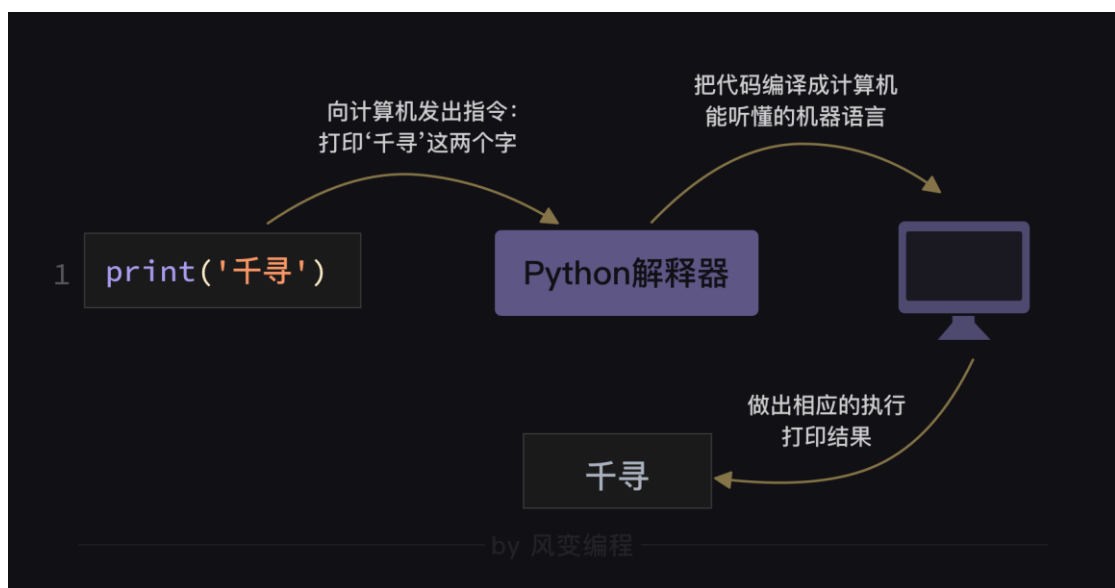 把代码编译成计算机
能听懂的机器语言
向计算机发出指令：
打印‘千寻’这两个字
1 print('千寻')
Python解释器
做出相应的执行
打印结果
千寻
by 风变编程